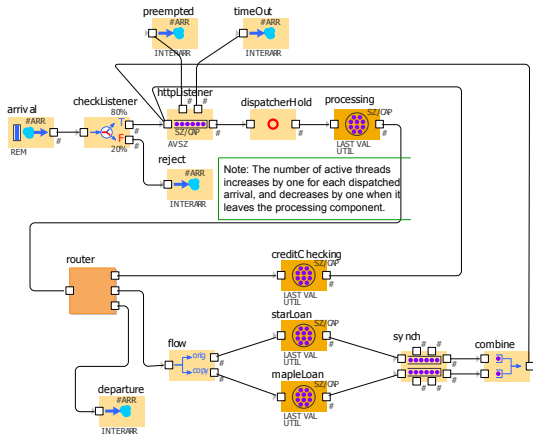 preempted
#ARR
INTERARR
timeOut
#ARR
INTERARR
arrival
#ARR
REM
#
checkListener
80%
T
F
20%
#
#
httpListener
#
#
SZ/CAP
AVSZ
#
dispatcherHold
#
processing
SZ/CAP
LAST VAL
UTIL
#
reject
#ARR
INTERARR
Note: The number of active threads
increases by one for each dispatched
arrival, and decreases by one when it
leaves the processing component.
router
creditChecking
SZ/CAP
LAST VAL
UTIL
#
starLoan
SZ/CAP
LAST VAL
UTIL
#
flow
orig
copy
#
#
#
mapleLoan
SZ/CAP
LAST VAL
UTIL
#
synch
#
#
#
#
#
#
combine
#
departure
#ARR
INTERARR